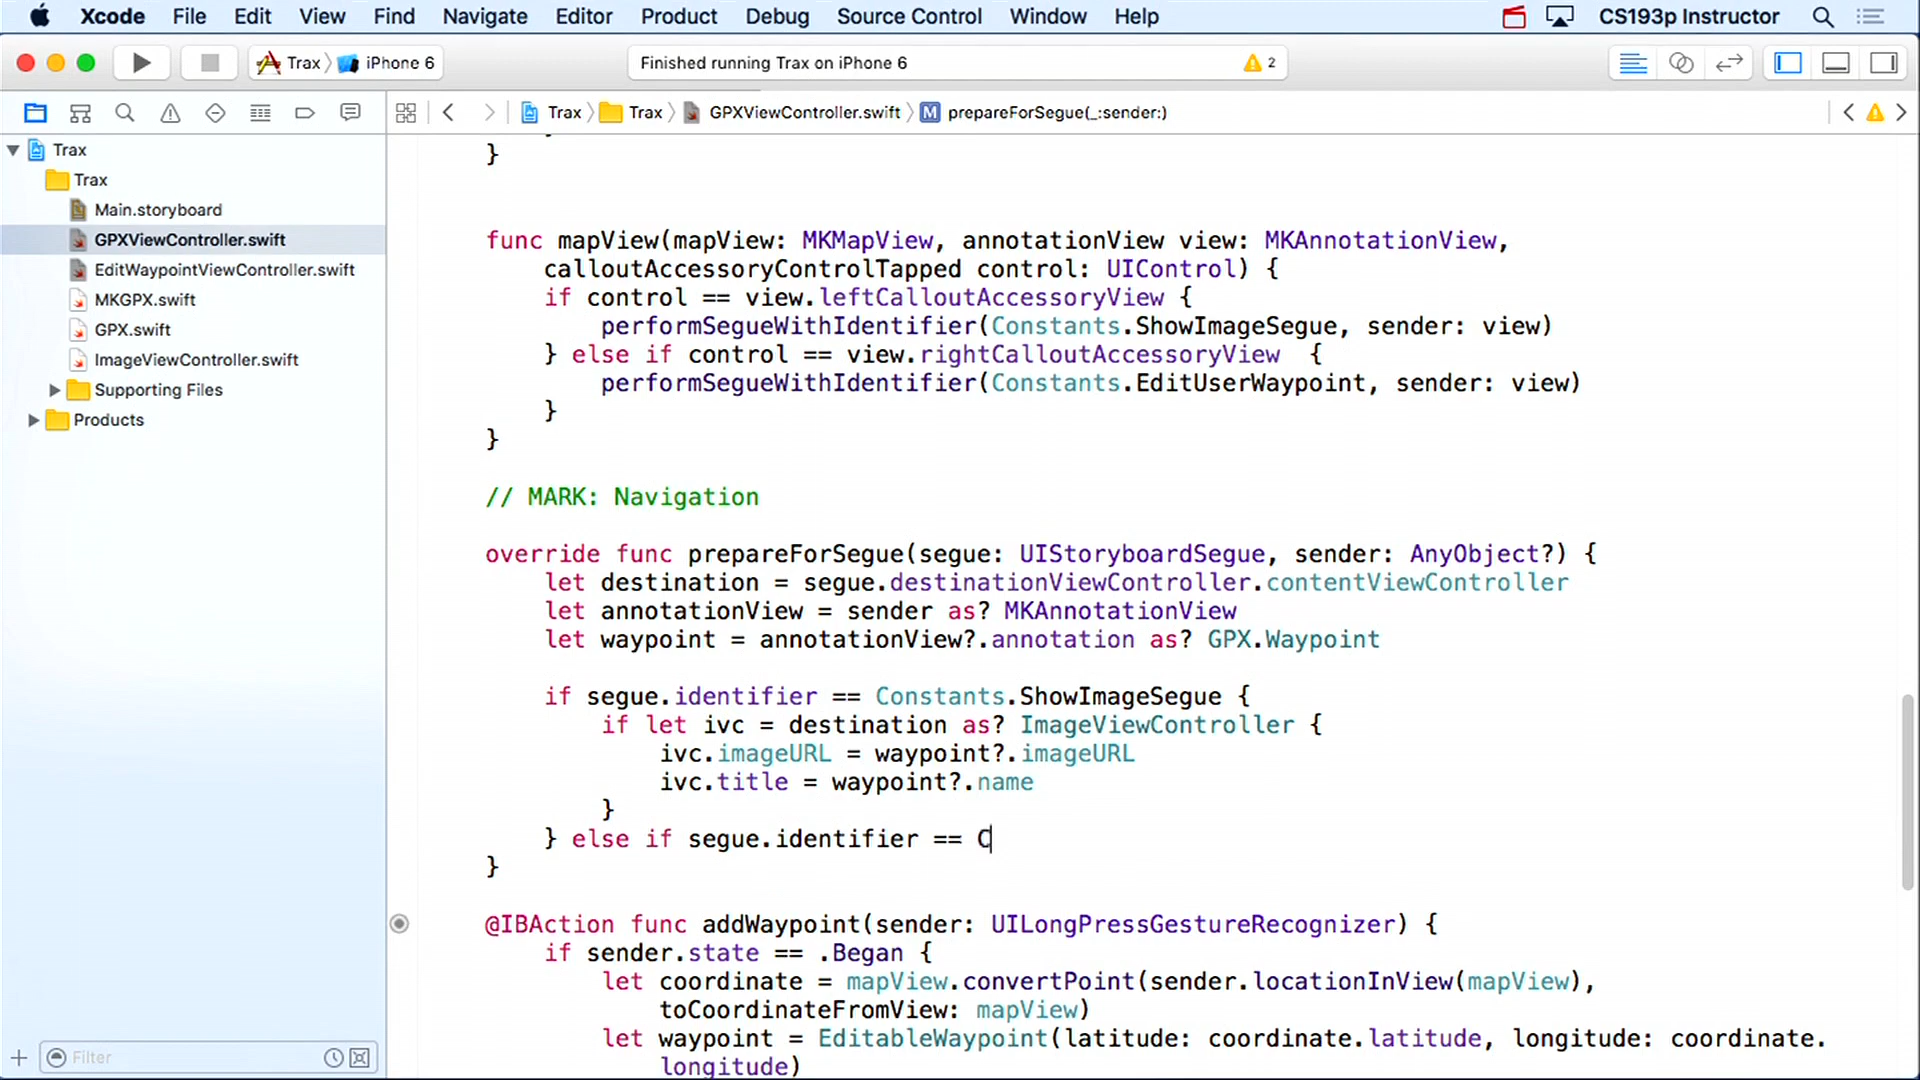 Xcode File Edit View Find Navigate Editor Product Debug Source Control Window Help CS193p Instructor
Trax iPhone 6 Finished running Trax on iPhone 6 2
Trax Trax GPXViewController.swift M prepareForSegue(_:sender:)
Trax
Trax
Main.storyboard
GPXViewController.swift
EditWaypointViewController.swift
MKGPX.swift
GPX.swift
ImageViewController.swift
Supporting Files
Products
Filter
}
func mapView(mapView: MKMapView, annotationView view: MKAnnotationView,
calloutAccessoryControlTapped control: UIControl) {
if control == view.leftCalloutAccessoryView {
performSegueWithIdentifier(Constants.ShowImageSegue, sender: view)
} else if control == view.rightCalloutAccessoryView  {
performSegueWithIdentifier(Constants.EditUserWaypoint, sender: view)
}
}
// MARK: Navigation
override func prepareForSegue(segue: UIStoryboardSegue, sender: AnyObject?) {
let destination = segue.destinationViewController.contentViewController
let annotationView = sender as? MKAnnotationView
let waypoint = annotationView?.annotation as? GPX.Waypoint
if segue.identifier == Constants.ShowImageSegue {
if let ivc = destination as? ImageViewController {
ivc.imageURL = waypoint?.imageURL
ivc.title = waypoint?.name
}
} else if segue.identifier == C
}
@IBAction func addWaypoint(sender: UILongPressGestureRecognizer) {
if sender.state == .Began {
let coordinate = mapView.convertPoint(sender.locationInView(mapView),
toCoordinateFromView: mapView)
let waypoint = EditableWaypoint(latitude: coordinate.latitude, longitude: coordinate.
longitude)